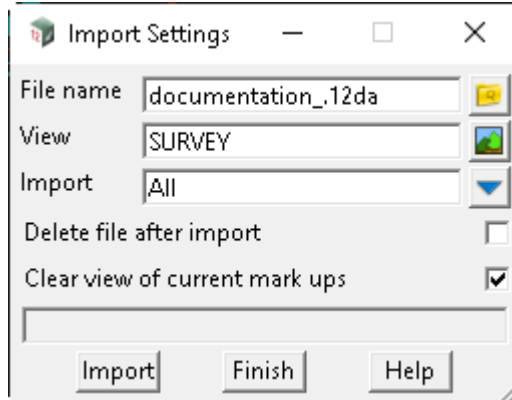 Import Settings
File name documentation_.12da
View SURVEY
Import All
Delete file after import
Clear view of current mark ups
Import Finish Help